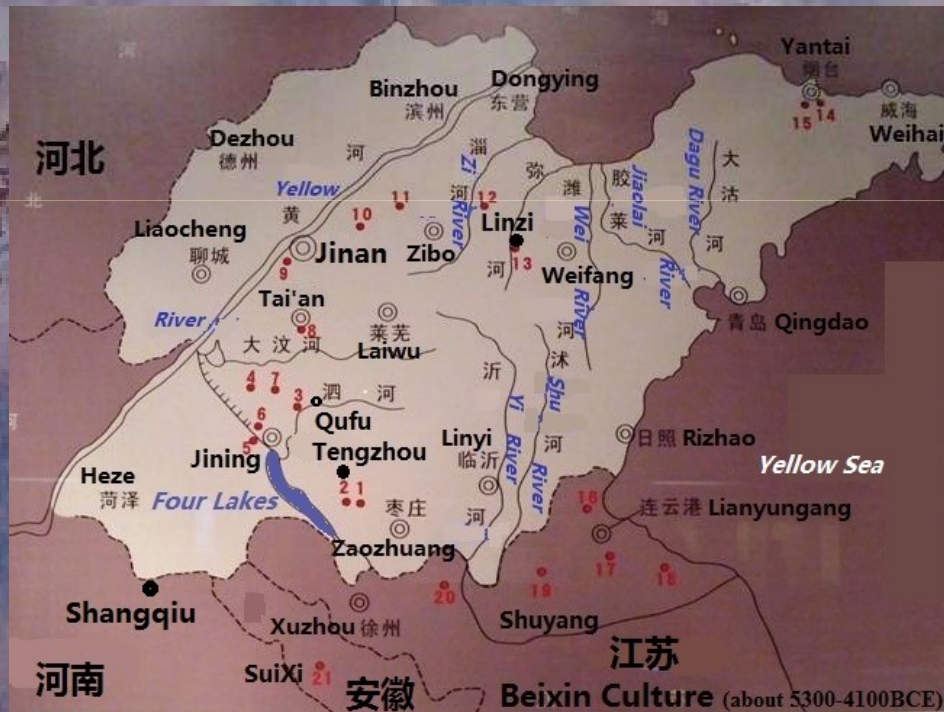 Yantai
烟台
15 14
威海
Weihai
Binzhou
滨州
Dongying
东营
Dezhou
德州
河北
河
Yellow
黄
淄
河
Zi River
弥
河
潍
Wei River
河
胶
莱
河
Jiaolai River
Dagu River
大
沽
河
11
12
10
Linzi
13
Liaocheng
聊城
Jinan
Zibo
Weifang
9
Tai'an
8
River
莱芜
Laiwu
大汶河
青岛 Qingdao
4 7 3
泗 河
沂
Yi River
河
沭
Shu River
河
6
5
Qufu
Tengzhou
Jining
Linyi
临沂
日照 Rizhao
Yellow Sea
Heze
菏泽
Four Lakes
2 1
枣庄
Zaozhuang
16
连云港 Lianyungang
17
18
19
20
Shangqiu
Xuzhou 徐州
Shuyang
SuiXi
21
河南
安徽
江苏
Beixin Culture (about 5300-4100BCE)